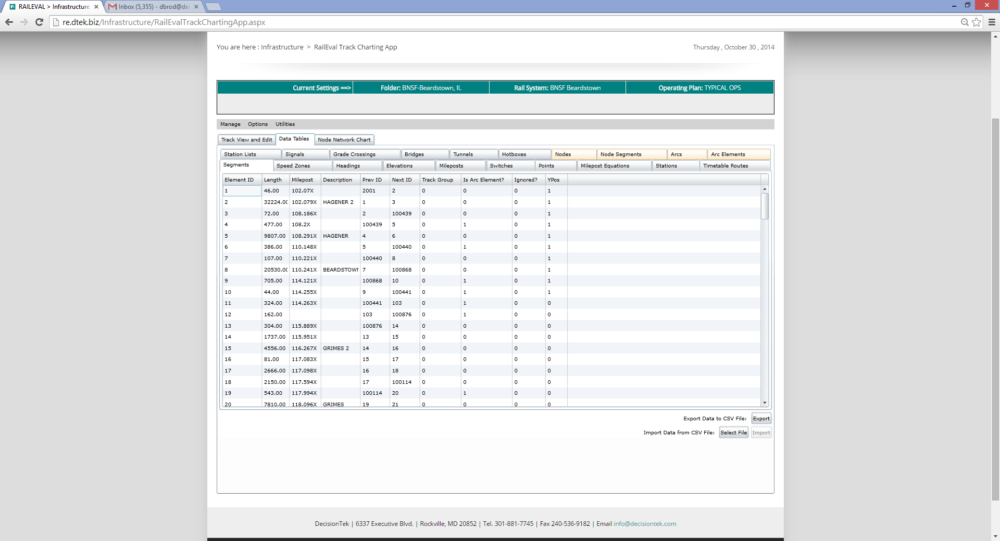 RAILEVAL > Infrastructure
Inbox (5,355) - dbrod@de
re.dtek.biz/Infrastructure/RailEvalTrackChartingApp.aspx
You are here : Infrastructure > RailEval Track Charting App
Thursday , October 30 , 2014
Current Settings ==> Folder: BNSF-Beardstown, IL Rail System: BNSF Beardstown Operating Plan: TYPICAL OPS
Manage Options Utilities
Track View and Edit Data Tables Node Network Chart
Station Lists Signals Grade Crossings Bridges Tunnels Hotboxes Nodes Node Segments Arcs Arc Elements
Segments Speed Zones Headings Elevations Mileposts Switches Points Milepost Equations Stations Timetable Routes
Element ID Length Milepost Description Prev ID Next ID Track Group Is Arc Element? Ignored? YPos
1 46.00 102.07X 2001 2 0 0 0 1
2 32224.00 102.079X HAGENER 2 1 3 0 0 0 1
3 72.00 108.186X 2 100439 0 0 0 1
4 477.00 108.2X 100439 5 0 1 0 1
5 9807.00 108.291X HAGENER 4 6 0 0 0 1
6 386.00 110.148X 5 100440 0 1 0 1
7 107.00 110.221X 100440 8 0 0 0 1
8 20530.00 110.241X BEARDSTOWN 7 100868 0 0 0 1
9 705.00 114.121X 100868 10 0 1 0 1
10 44.00 114.255X 9 100441 0 1 0 1
11 324.00 114.263X 100441 103 0 1 0 0
12 162.00 103 100876 0 1 0 0
13 304.00 115.889X 100876 14 0 0 0 0
14 1737.00 115.951X 13 15 0 0 0 0
15 4556.00 116.267X GRIMES 2 14 16 0 0 0 0
16 81.00 117.083X 15 17 0 0 0 0
17 2666.00 117.098X 16 18 0 0 0 0
18 2150.00 117.594X 17 100114 0 0 0 0
19 543.00 117.994X 100114 20 0 1 0 0
20 7810.00 118.096X GRIMES 19 21 0 0 0 0
Export Data to CSV File: Export
Import Data from CSV File: Select File Import
DecisionTek | 6337 Executive Blvd. | Rockville, MD 20852 | Tel. 301-881-7745 | Fax 240-536-9182 | Email info@decisiontek.com